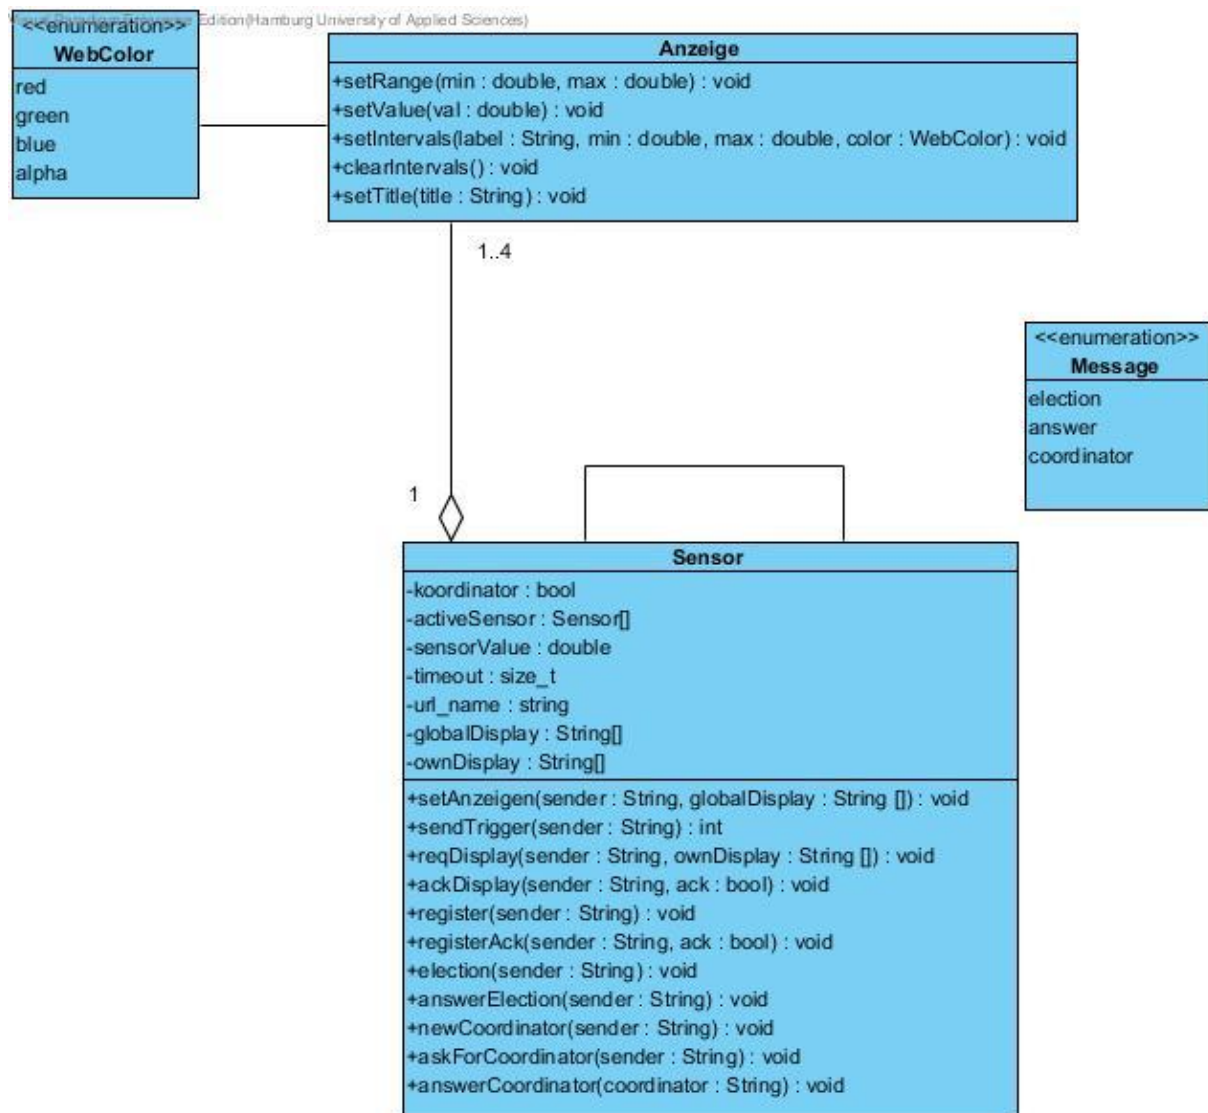 Edition(Hamburg University of Applied Sciences)
<<enumeration>>
WebColor
red
green
blue
alpha
Anzeige
+setRange(min : double, max : double) : void
+setValue(val : double) : void
+setIntervals(label : String, min : double, max : double, color : WebColor) : void
+clearIntervals() : void
+setTitle(title : String) : void
1..4
<<enumeration>>
Message
election
answer
coordinator
1
Sensor
-koordinator : bool
-activeSensor : Sensor[]
-sensorValue : double
-timeout : size_t
-url_name : string
-globalDisplay : String[]
-ownDisplay : String[]
+setAnzeigen(sender : String, globalDisplay : String []) : void
+sendTrigger(sender : String) : int
+reqDisplay(sender : String, ownDisplay : String []) : void
+ackDisplay(sender : String, ack : bool) : void
+register(sender : String) : void
+registerAck(sender : String, ack : bool) : void
+election(sender : String) : void
+answerElection(sender : String) : void
+newCoordinator(sender : String) : void
+askForCoordinator(sender : String) : void
+answerCoordinator(coordinator : String) : void